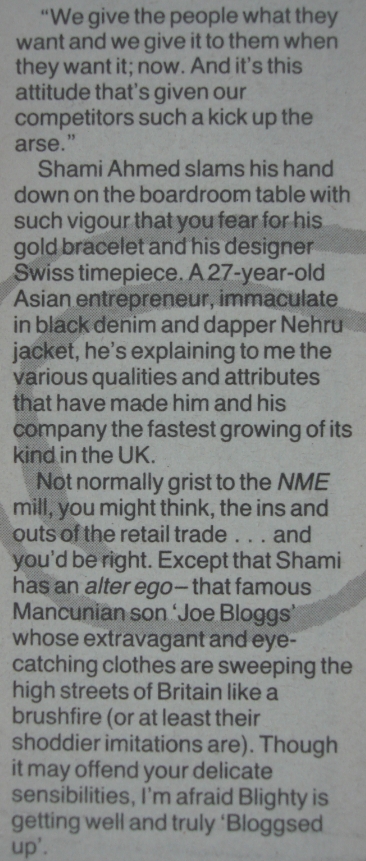 “We give the people what they
want and we give it to them when
they want it; now. And it’s this
attitude that’s given our
competitors such a kick up the
arse.”
Shami Ahmed slams his hand
down on the boardroom table with
such vigour that you fear for his
gold bracelet and his designer
Swiss timepiece. A 27-year-old
Asian entrepreneur, immaculate
in black denim and dapper Nehru
jacket, he’s explaining to me the
various qualities and attributes
that have made him and his
company the fastest growing of its
kind in the UK.
Not normally grist to the NME
mill, you might think, the ins and
outs of the retail trade . . . and
you’d be right. Except that Shami
has an alter ego – that famous
Mancunian son ‘Joe Bloggs’
whose extravagant and eye-
catching clothes are sweeping the
high streets of Britain like a
brushfire (or at least their
shoddier imitations are). Though
it may offend your delicate
sensibilities, I’m afraid Blighty is
getting well and truly ‘Bloggsed
up’.